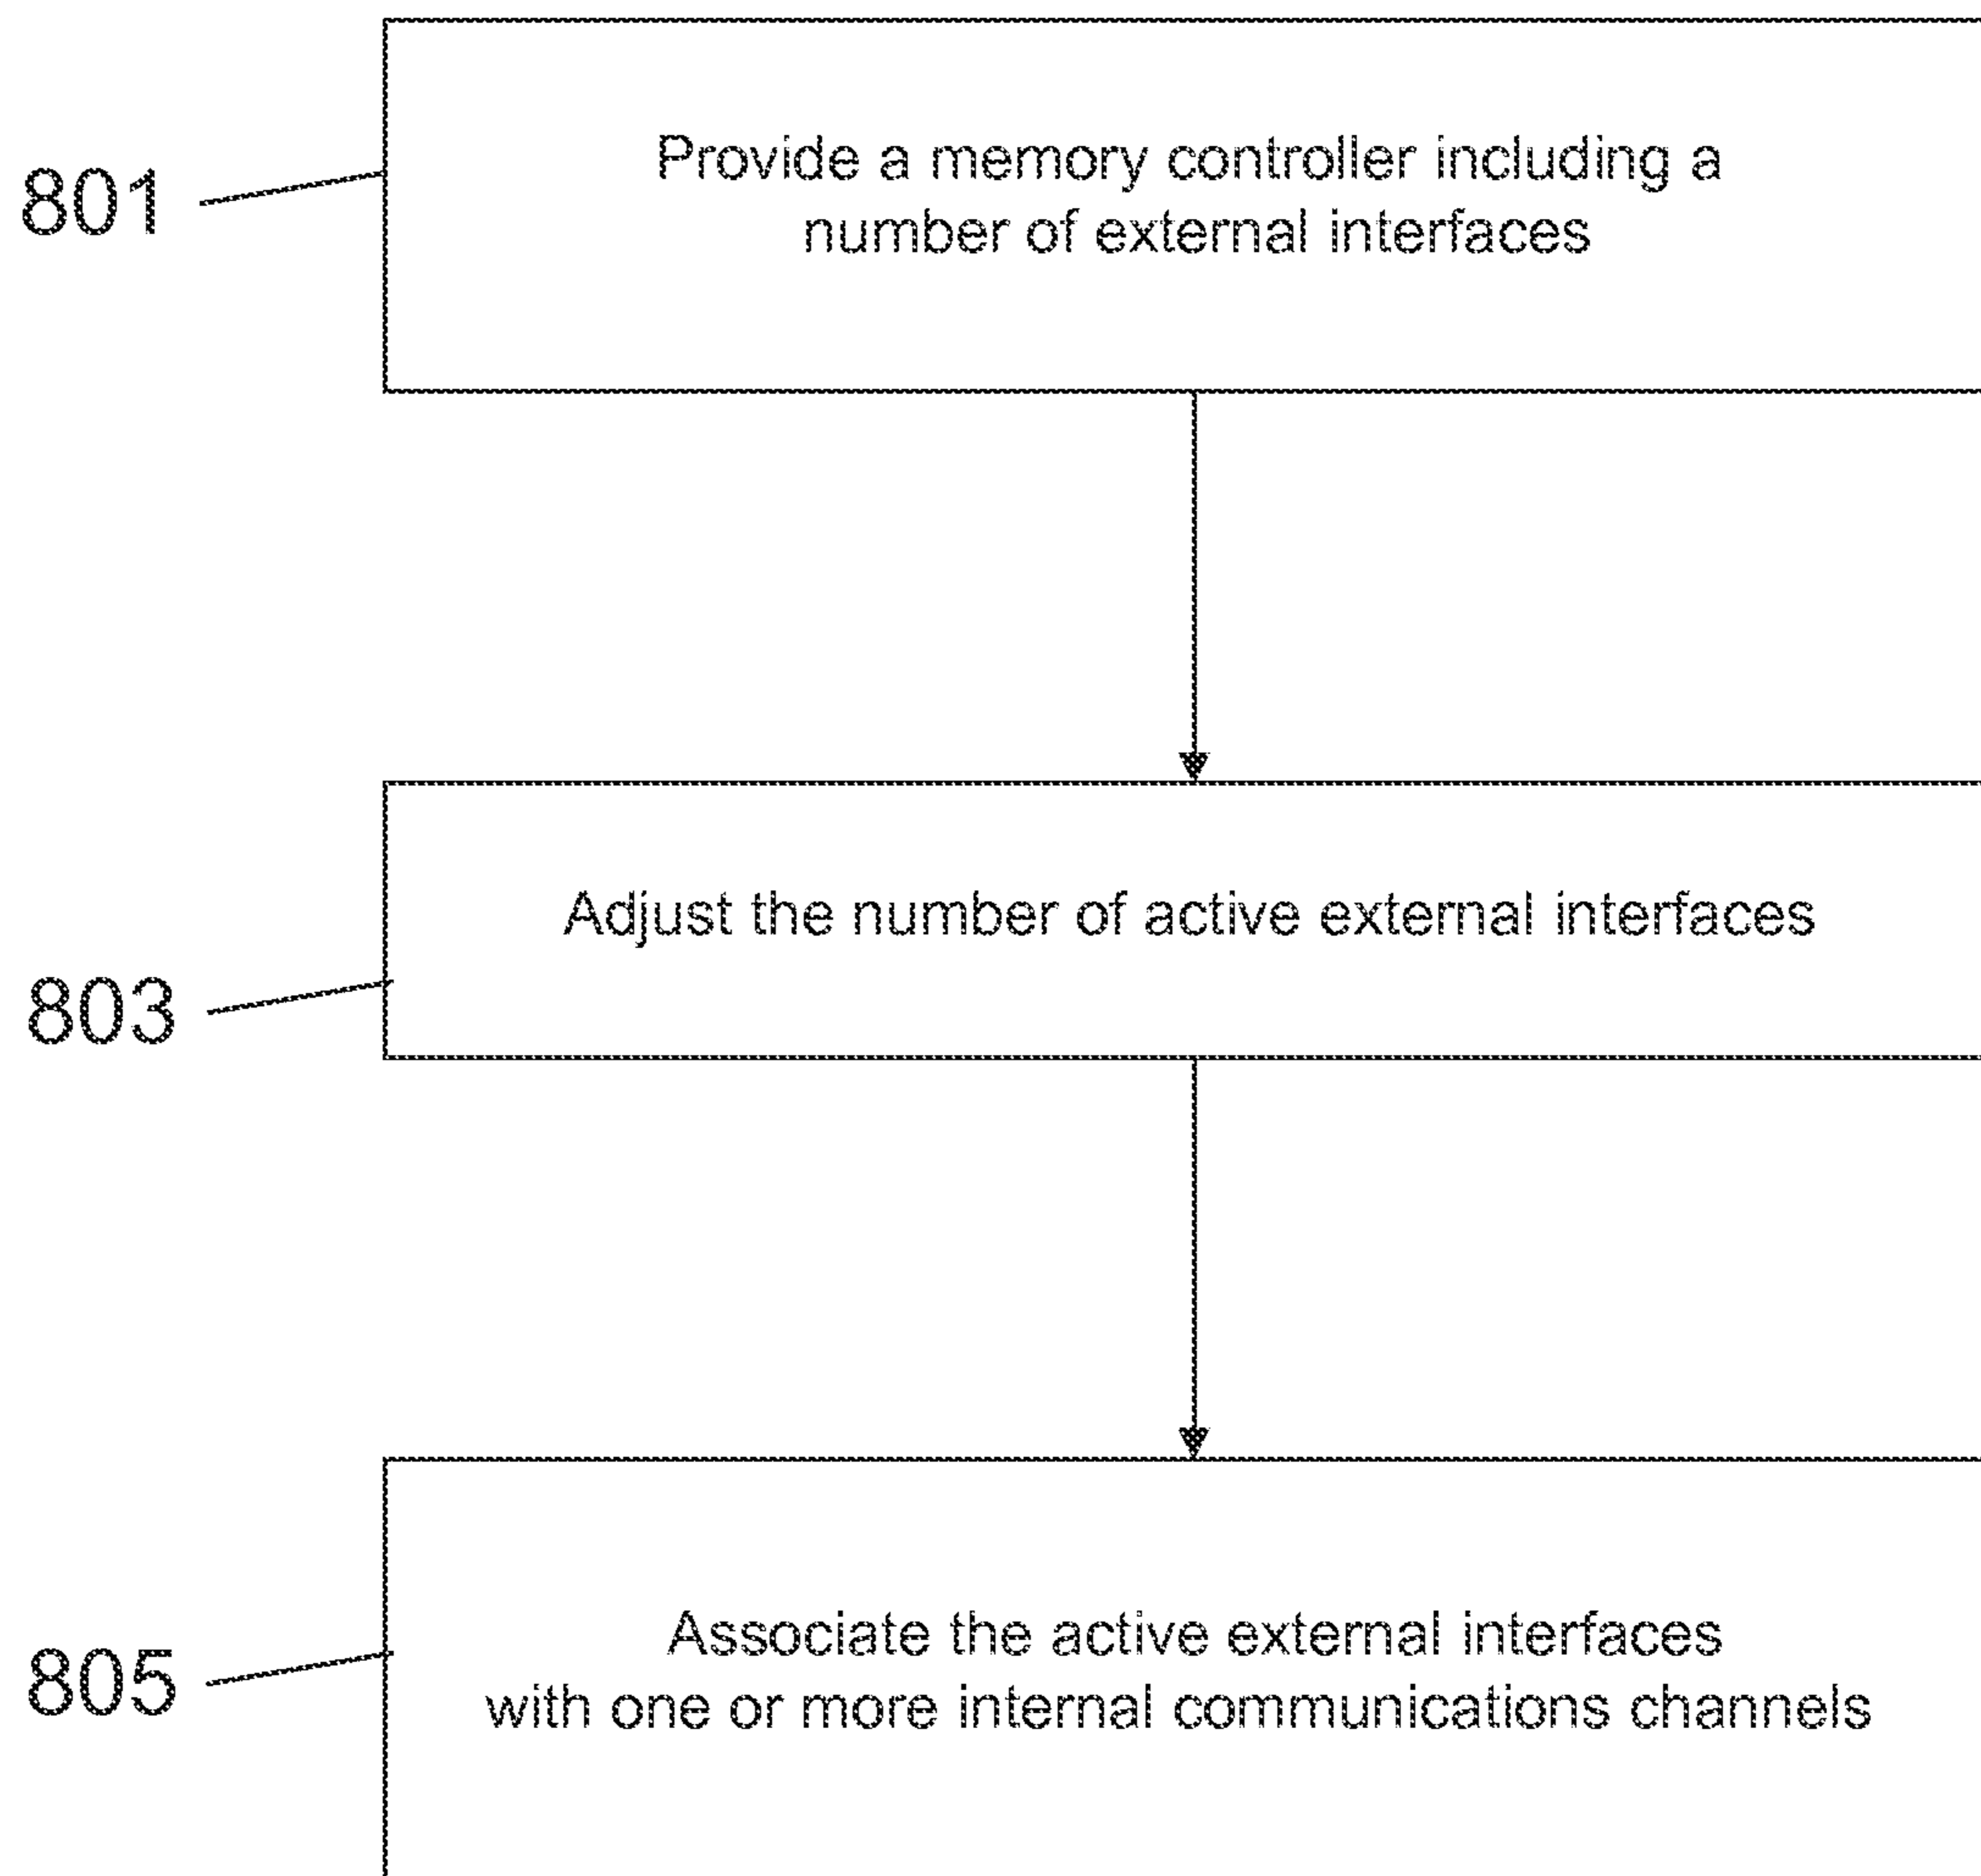 801
Provide a memory controller including a
number of external interfaces
Adjust the number of active external interfaces
803
805
Associate the active external interfaces
with one or more internal communications channels